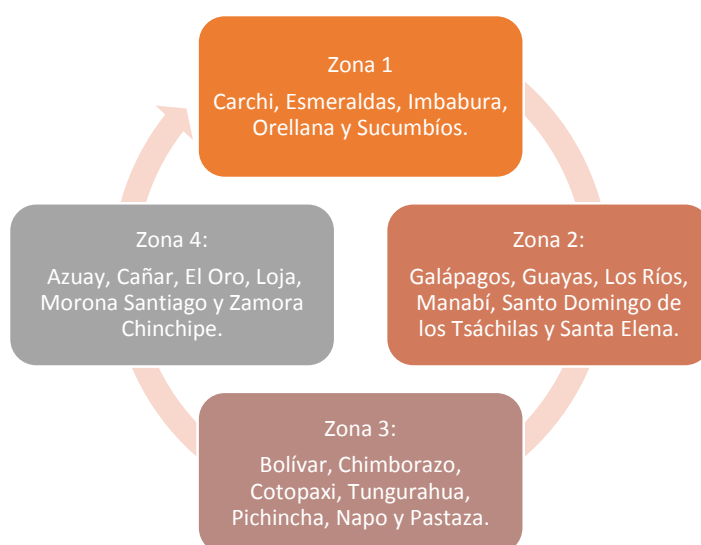 Zona 1
Carchi, Esmeraldas, Imbabura,
Orellana y Sucumbíos.
Zona 2:
Galápagos, Guayas, Los Ríos,
Manabí, Santo Domingo de
los Tsáchilas y Santa Elena.
Zona 3:
Bolívar, Chimborazo,
Cotopaxi, Tungurahua,
Pichincha, Napo y Pastaza.
Zona 4:
Azuay, Cañar, El Oro, Loja,
Morona Santiago y Zamora
Chinchipe.